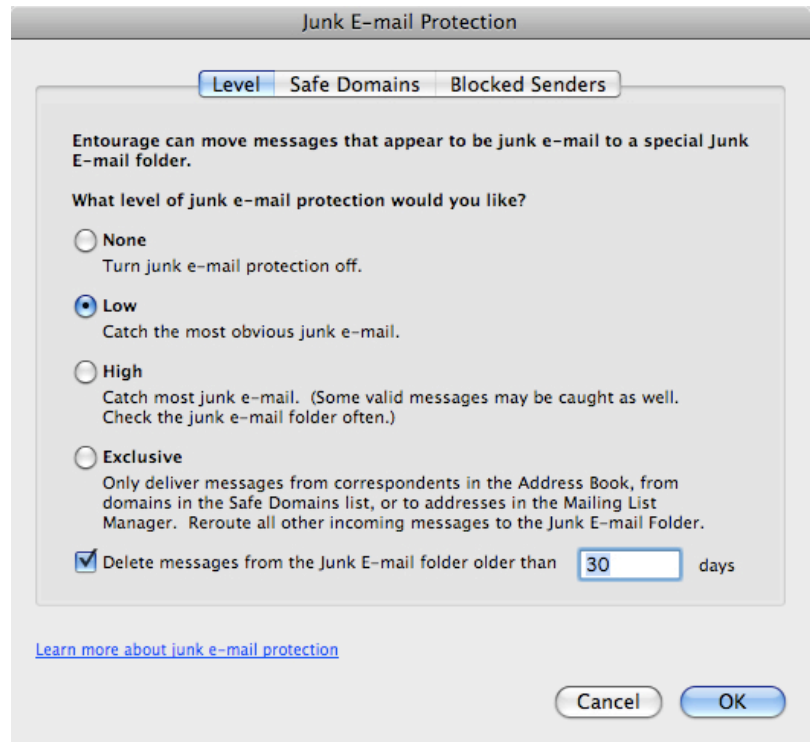 Junk E-mail Protection
Level Safe Domains Blocked Senders
Entourage can move messages that appear to be junk e-mail to a special Junk
E-mail folder.
What level of junk e-mail protection would you like?
None
Turn junk e-mail protection off.
Low
Catch the most obvious junk e-mail.
High
Catch most junk e-mail. (Some valid messages may be caught as well.
Check the junk e-mail folder often.)
Exclusive
Only deliver messages from correspondents in the Address Book, from
domains in the Safe Domains list, or to addresses in the Mailing List
Manager. Reroute all other incoming messages to the Junk E-mail Folder.
Delete messages from the Junk E-mail folder older than 30 days
Learn more about junk e-mail protection
Cancel OK